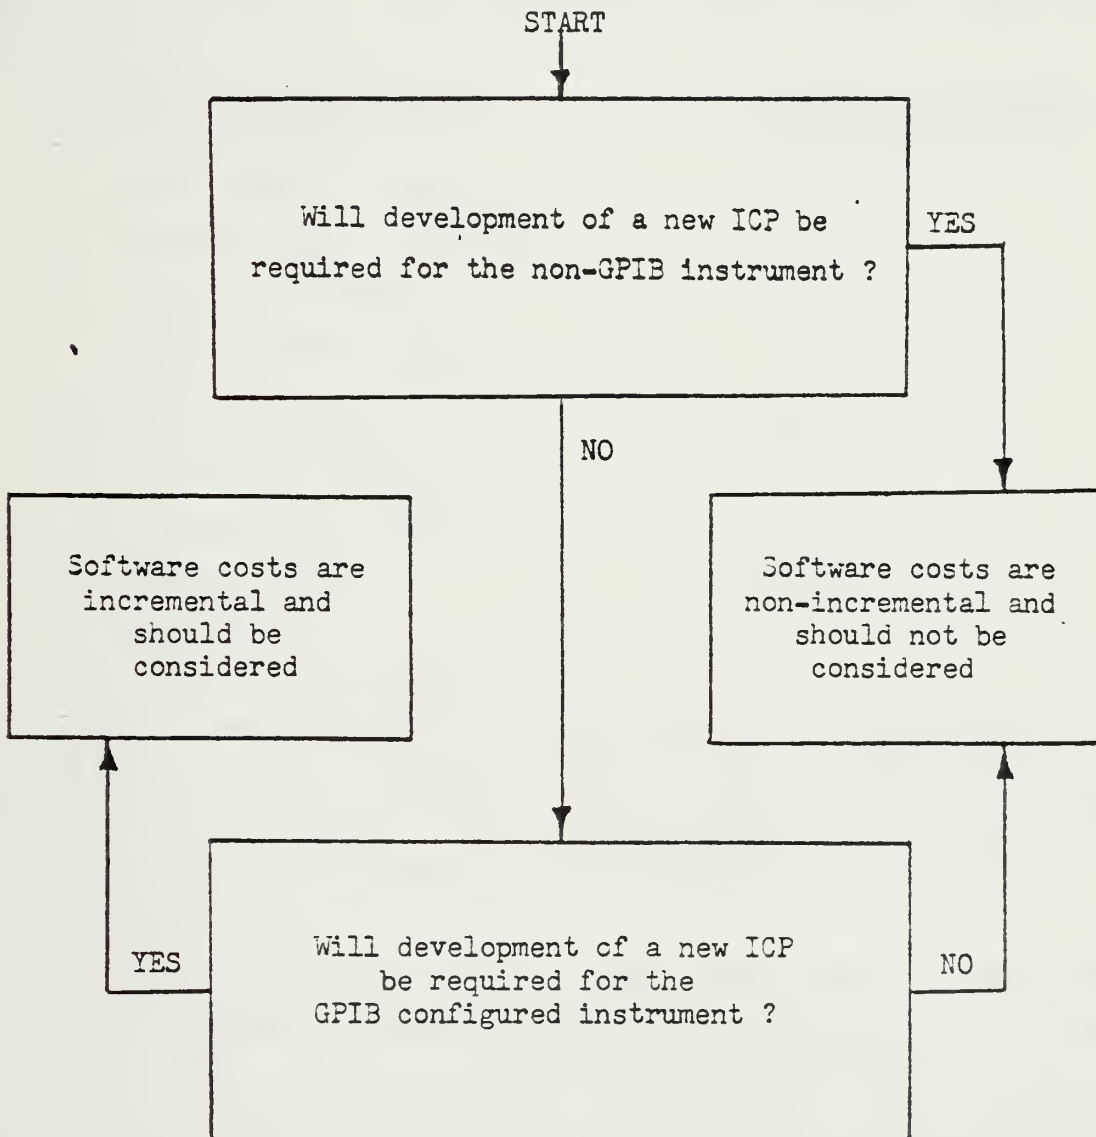 START
Will development of a new ICP be
required for the non-GPIB instrument ?
YES
NO
Software costs are
incremental and
should be
considered
Software costs are
non-incremental and
should not be
considered
YES
Will development of a new ICP
be required for the
GPIB configured instrument ?
NO